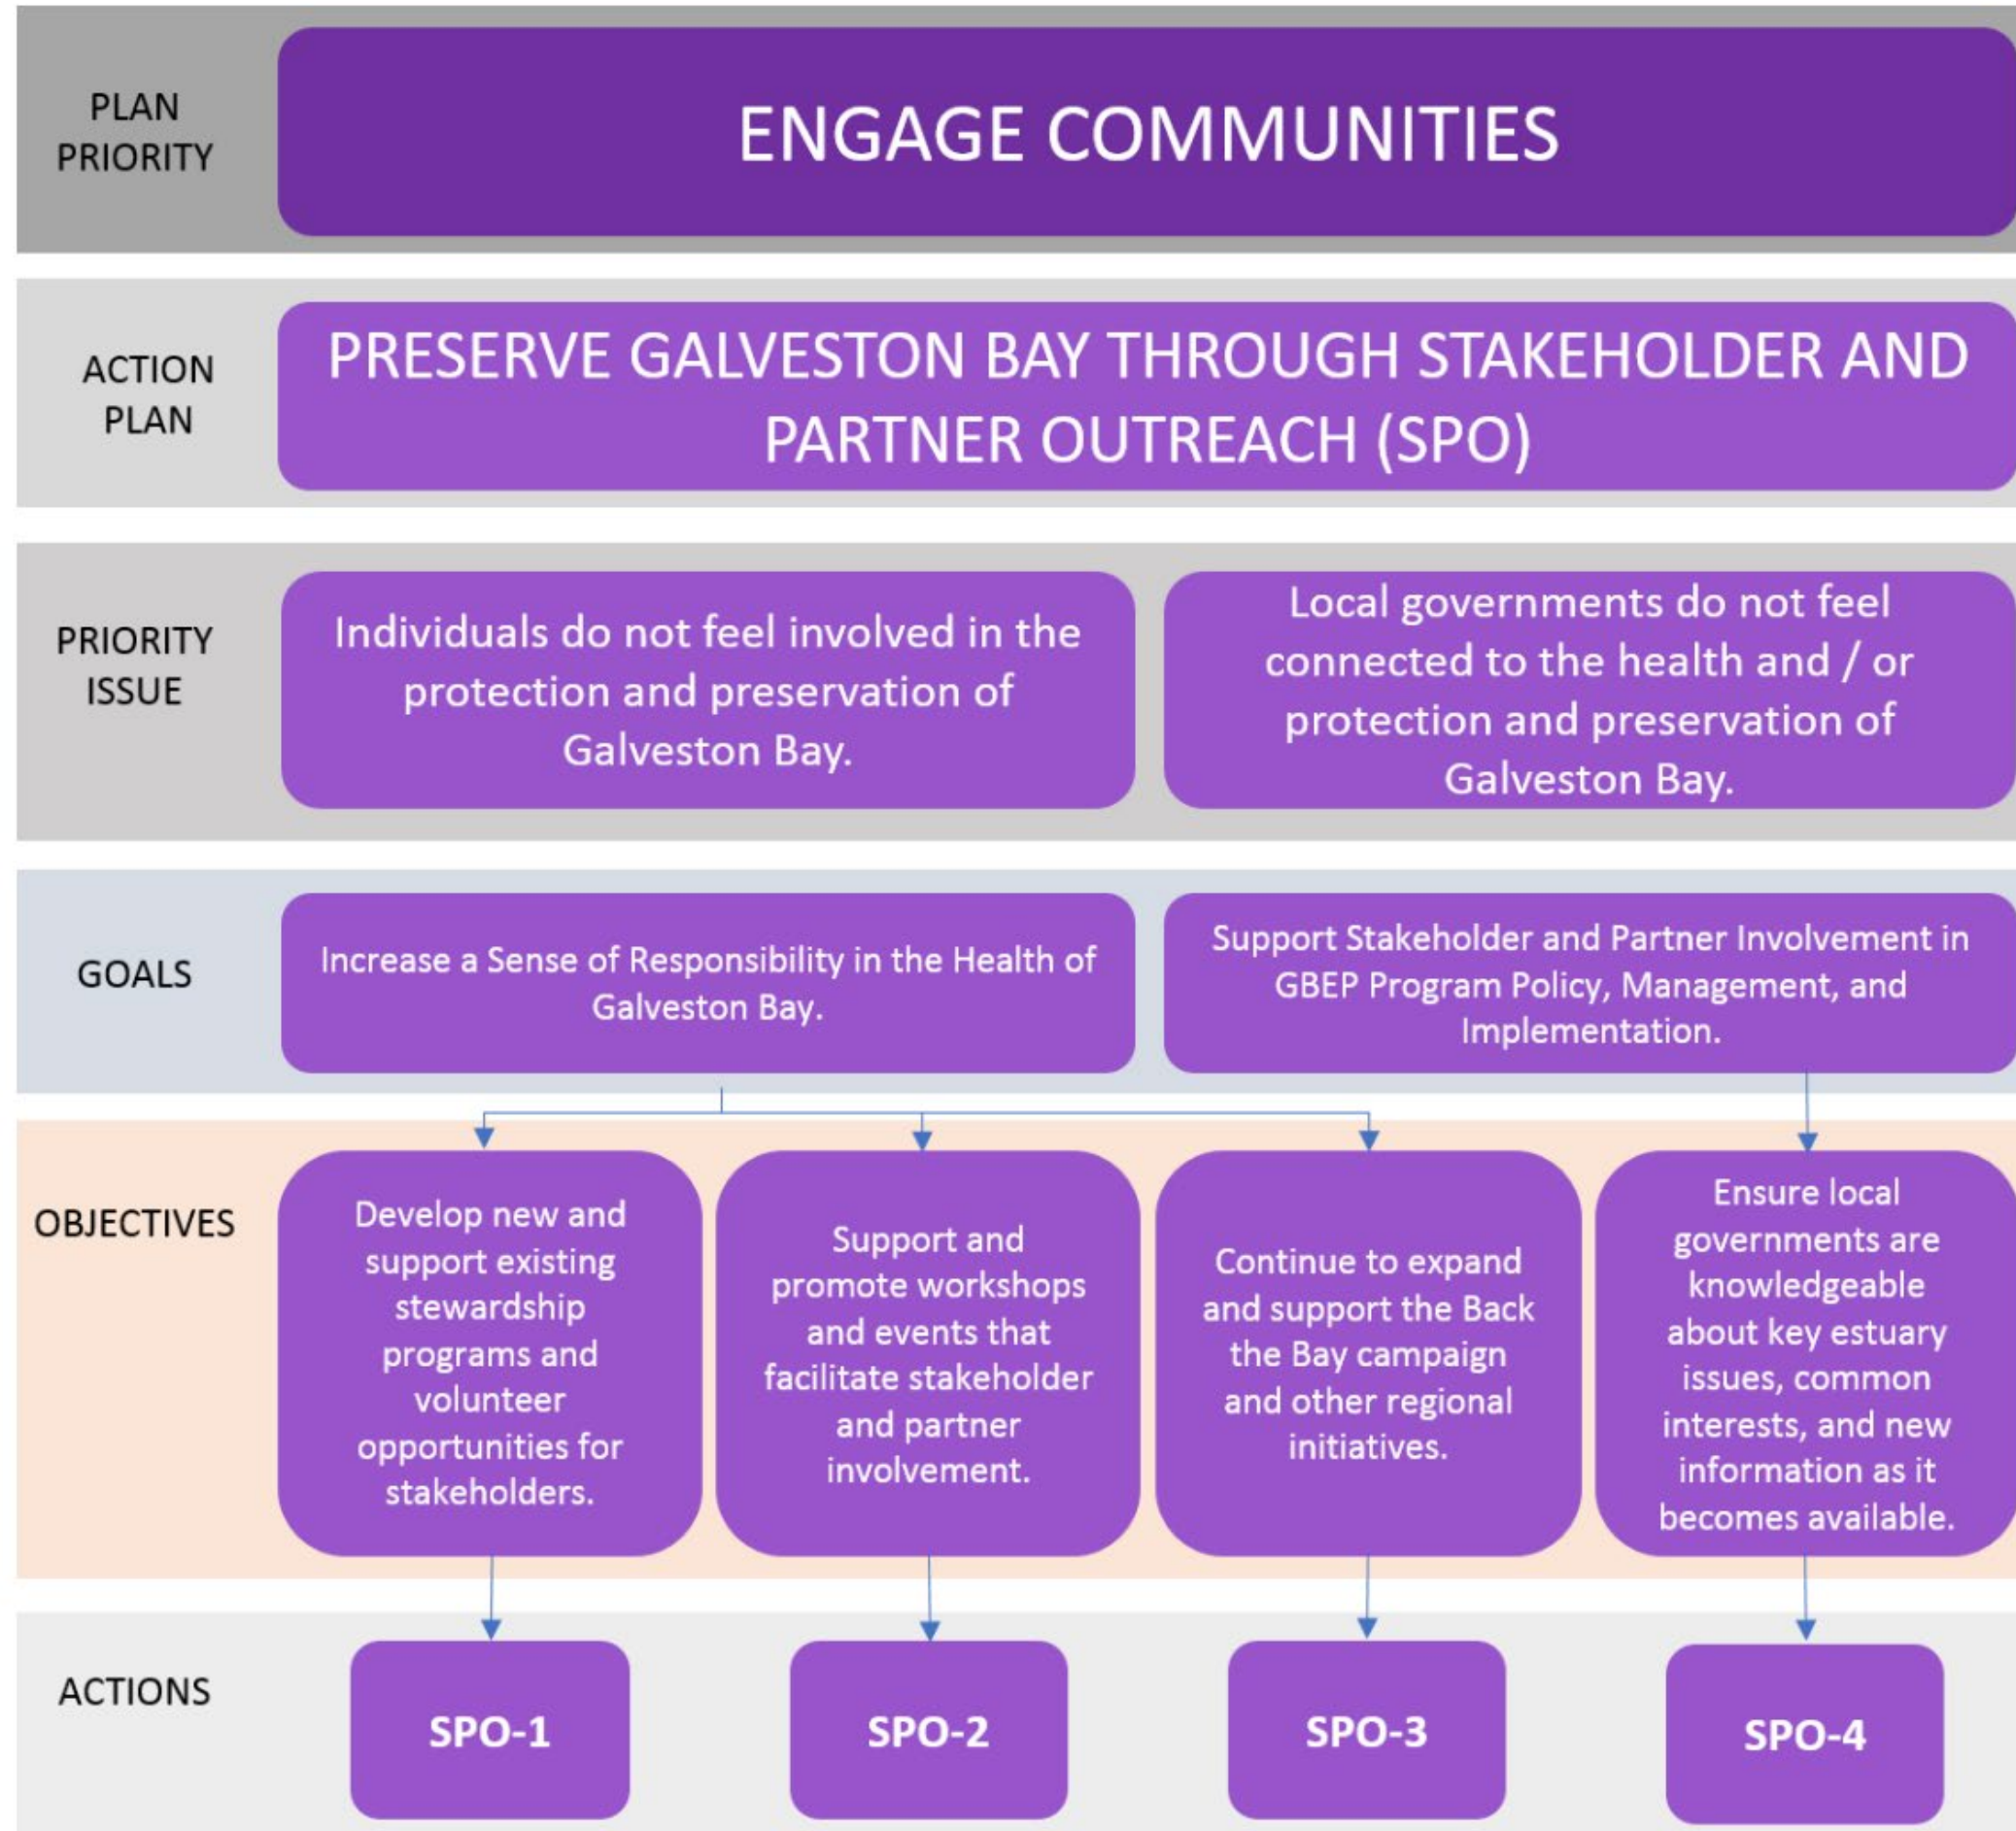 PLAN
PRIORITY
ENGAGE COMMUNITIES
ACTION
PLAN
PRESERVE GALVESTON BAY THROUGH STAKEHOLDER AND
PARTNER OUTREACH (SPO)
PRIORITY
ISSUE
Individuals do not feel involved in the
protection and preservation of
Galveston Bay.
Local governments do not feel
connected to the health and / or
protection and preservation of
Galveston Bay.
GOALS
Increase a Sense of Responsibility in the Health of
Galveston Bay.
Support Stakeholder and Partner Involvement in
GBEP Program Policy, Management, and
Implementation.
OBJECTIVES
Develop new and
support existing
stewardship
programs and
volunteer
opportunities for
stakeholders.
Support and
promote workshops
and events that
facilitate stakeholder
and partner
involvement.
Continue to expand
and support the Back
the Bay campaign
and other regional
initiatives.
Ensure local
governments are
knowledgeable
about key estuary
issues, common
interests, and new
information as it
becomes available.
ACTIONS
SPO-1
SPO-2
SPO-3
SPO-4